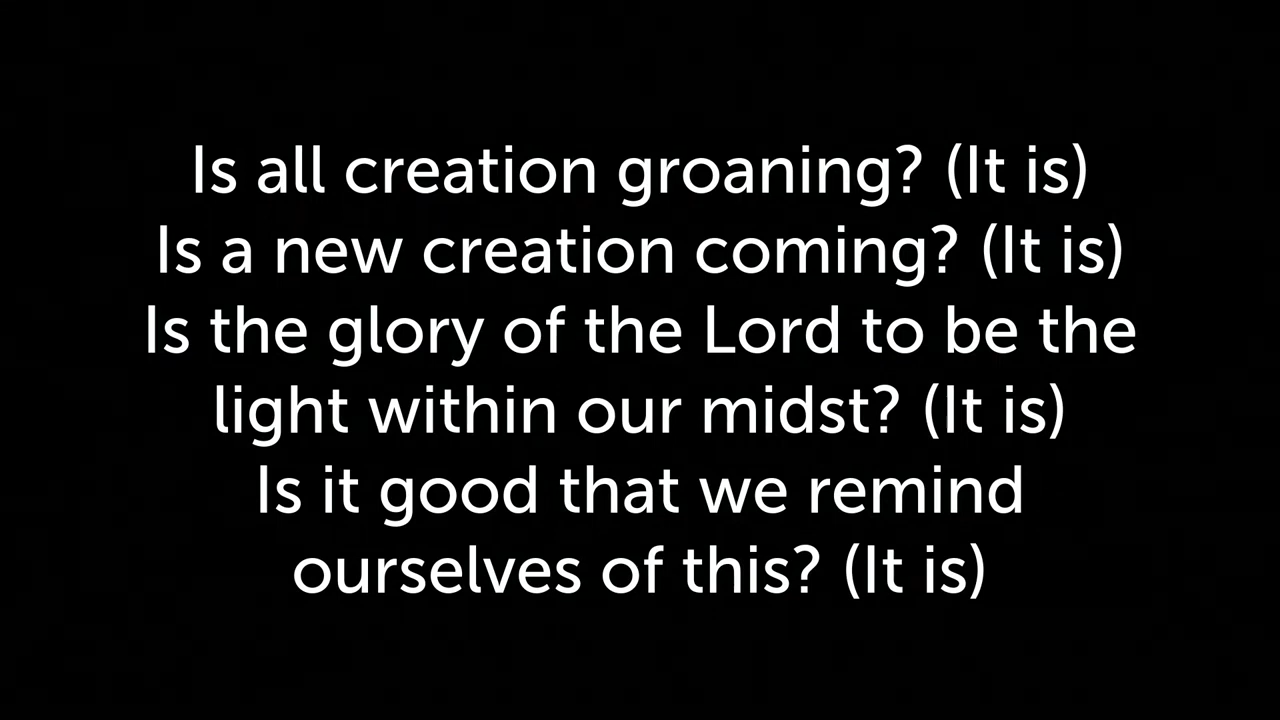 Is all creation groaning? (It is)
Is a new creation coming? (It is)
Is the glory of the Lord to be the
light within our midst? (It is)
Is it good that we remind
ourselves of this? (It is)